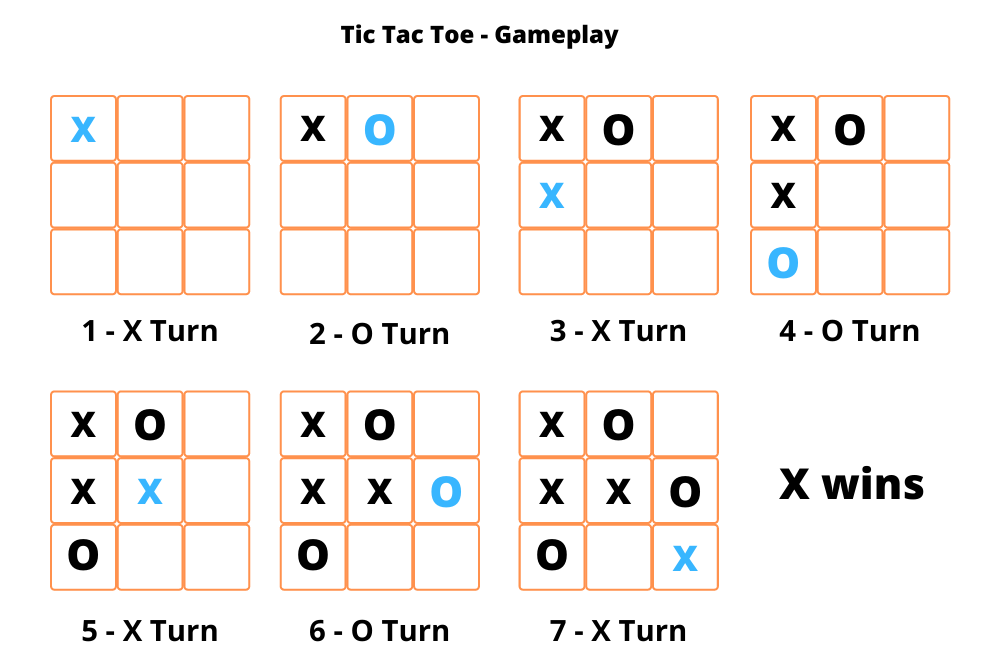 Tic Tac Toe - Gameplay
X
X O
X O
X O
X
X
O
1 - X Turn
2 - O Turn
3 - X Turn
4 - O Turn
X O
X O
X O
X X
X X O
X X O
X wins
O
O
O X
5 - X Turn
6 - O Turn
7 - X Turn